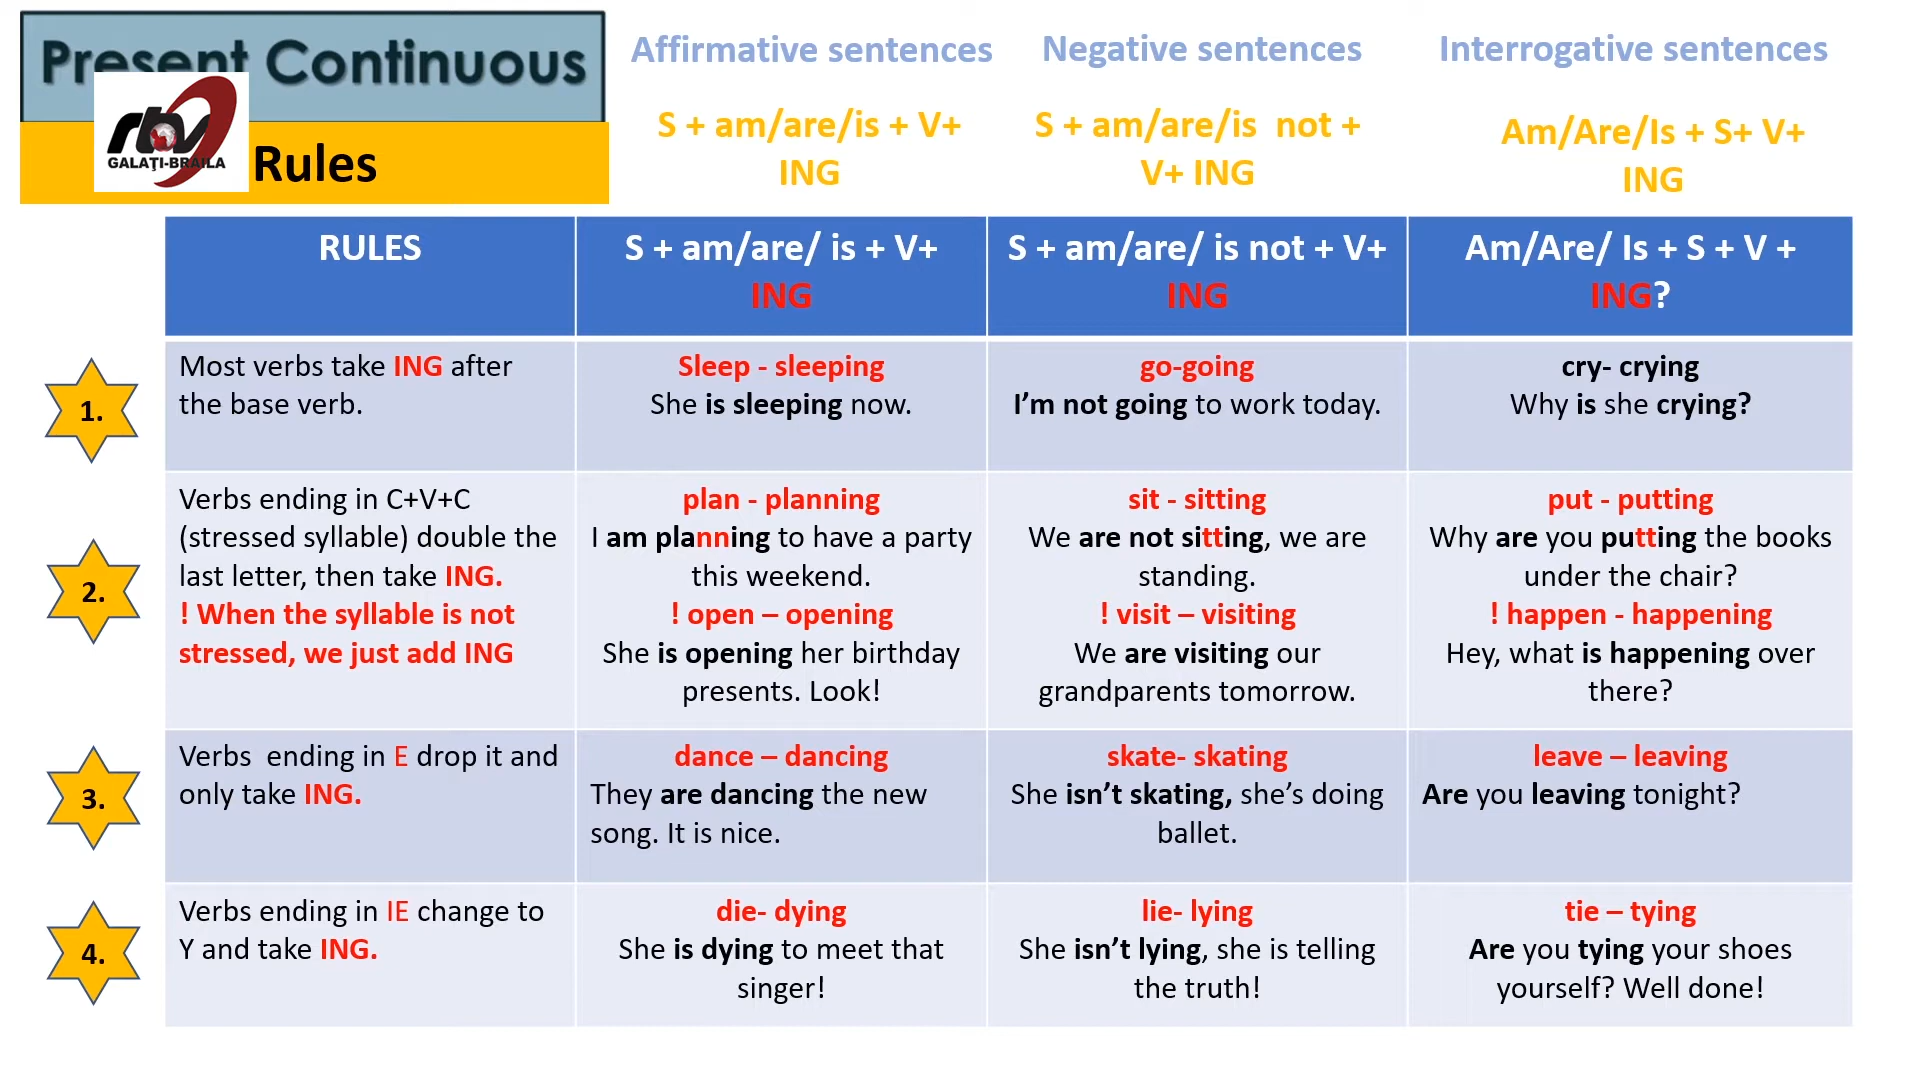 Present Continuous
rtv
GALAŢI-BRAILA
Rules
Affirmative sentences
S + am/are/is + V+
ING
Negative sentences
S + am/are/is  not +
V+ ING
Interrogative sentences
Am/Are/Is + S+ V+
ING
RULES
S + am/are/ is + V+
ING
S + am/are/ is not + V+
ING
Am/Are/ Is + S + V +
ING?
1.
Most verbs take ING after
the base verb.
Sleep - sleeping
She is sleeping now.
go-going
I’m not going to work today.
cry- crying
Why is she crying?
2.
Verbs ending in C+V+C
(stressed syllable) double the
last letter, then take ING.
! When the syllable is not
stressed, we just add ING
plan - planning
I am planning to have a party
this weekend.
! open – opening
She is opening her birthday
presents. Look!
sit - sitting
We are not sitting, we are
standing.
! visit – visiting
We are visiting our
grandparents tomorrow.
put - putting
Why are you putting the books
under the chair?
! happen - happening
Hey, what is happening over
there?
3.
Verbs  ending in E drop it and
only take ING.
dance – dancing
They are dancing the new
song. It is nice.
skate- skating
She isn’t skating, she’s doing
ballet.
leave – leaving
Are you leaving tonight?
4.
Verbs ending in IE change to
Y and take ING.
die- dying
She is dying to meet that
singer!
lie- lying
She isn’t lying, she is telling
the truth!
tie – tying
Are you tying your shoes
yourself? Well done!